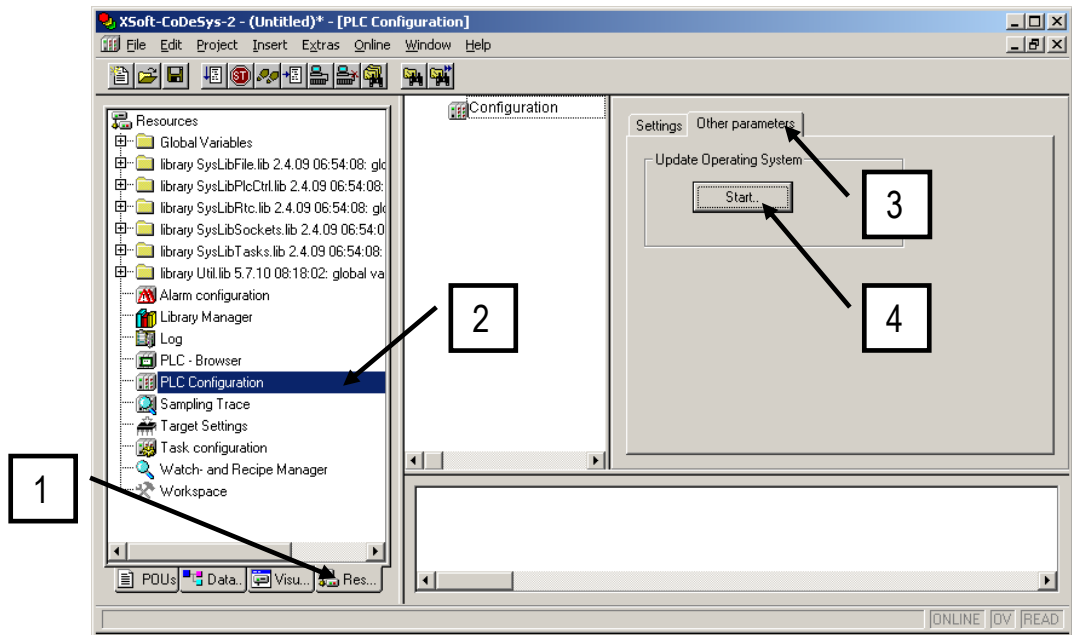 XSoft-CoDeSys-2 - (Untitled)* - [PLC Configuration]
File Edit Project Insert Extras Online Window Help
Resources
Global Variables
library SysLibFile.lib 2.4.09 06:54:08: glo
library SysLibPlcCtrl.lib 2.4.09 06:54:08:
library SysLibRtc.lib 2.4.09 06:54:08: glo
library SysLibSockets.lib 2.4.09 06:54:0
library SysLibTasks.lib 2.4.09 06:54:08:
library Util.lib 5.7.10 08:18:02: global va
Alarm configuration
Library Manager
Log
PLC - Browser
PLC Configuration
Sampling Trace
Target Settings
Task configuration
Watch- and Recipe Manager
Workspace
POUs Data.. Visu... Res...
Configuration
Settings Other parameters
Update Operating System
Start..
1
2
3
4
ONLINE OV READ